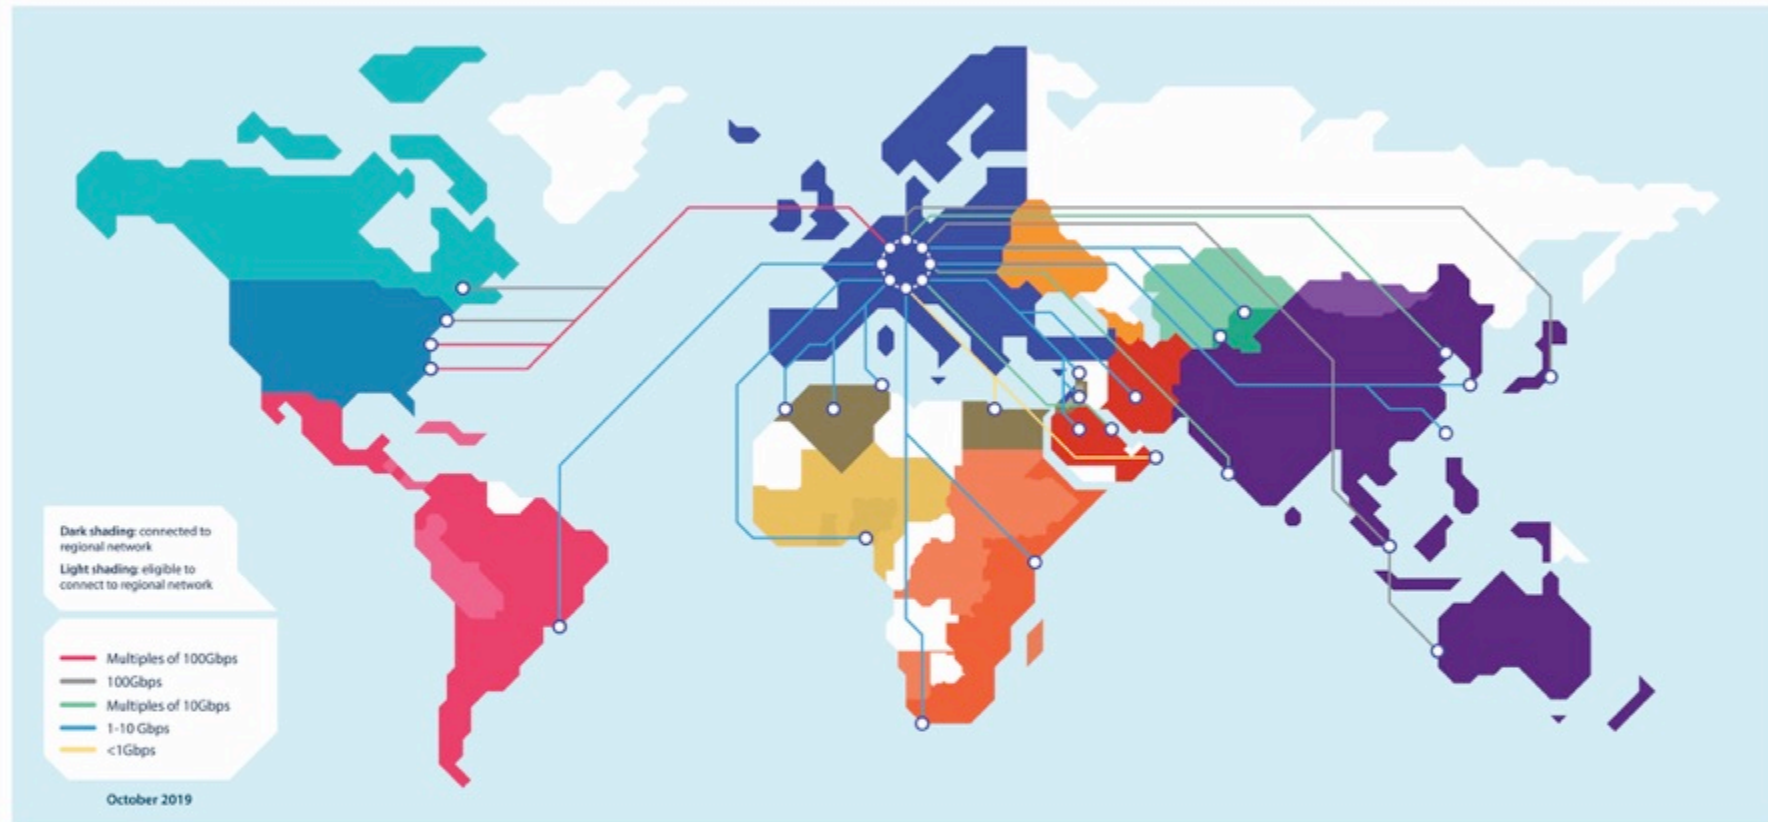 Dark shading: connected to
regional network
Light shading: eligible to
connect to regional network
Multiples of 100Gbps
100Gbps
Multiples of 10Gbps
1-10 Gbps
<1Gbps
October 2019